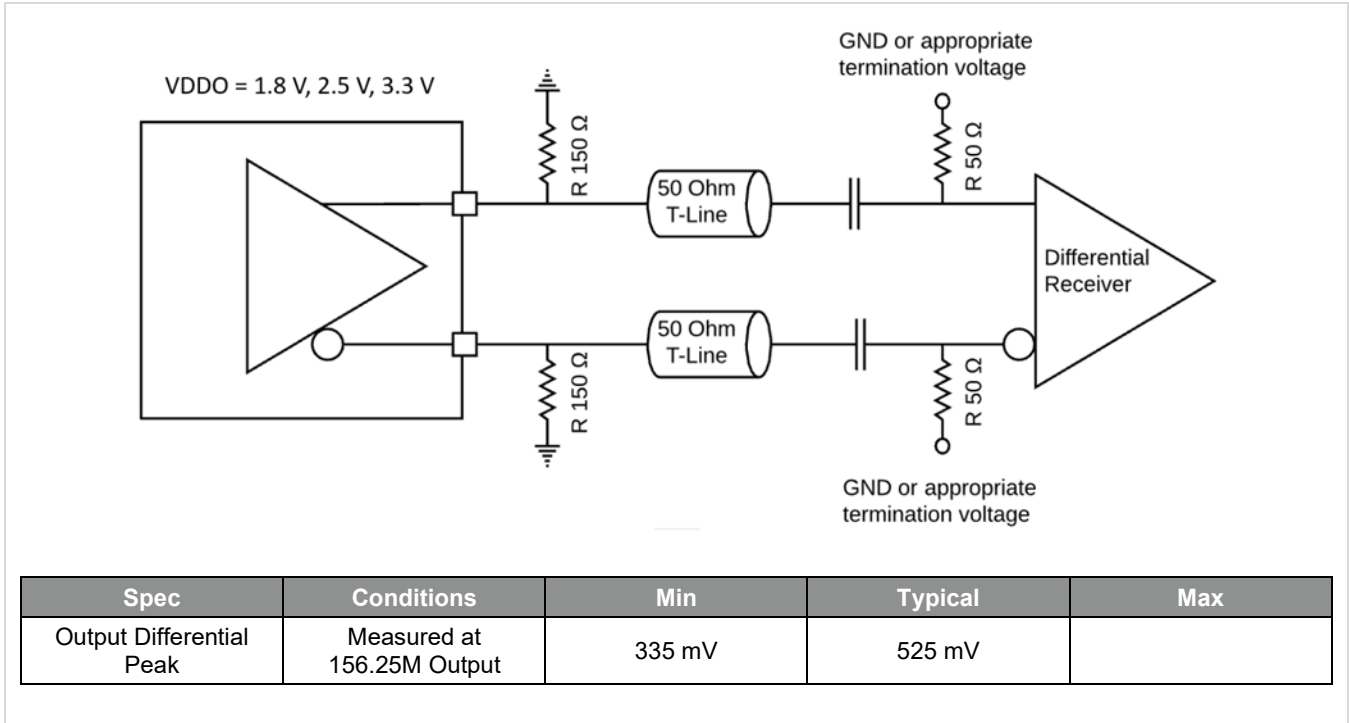 GND or appropriate
termination voltage
VDDO = 1.8 V, 2.5 V, 3.3 V
R 150 Ω
R 50 Ω
50 Ohm
T-Line
Differential
Receiver
50 Ohm
T-Line
R 150 Ω
R 50 Ω
GND or appropriate
termination voltage
Spec Conditions Min Typical Max
Output Differential
Peak
Measured at
156.25M Output
335 mV
525 mV